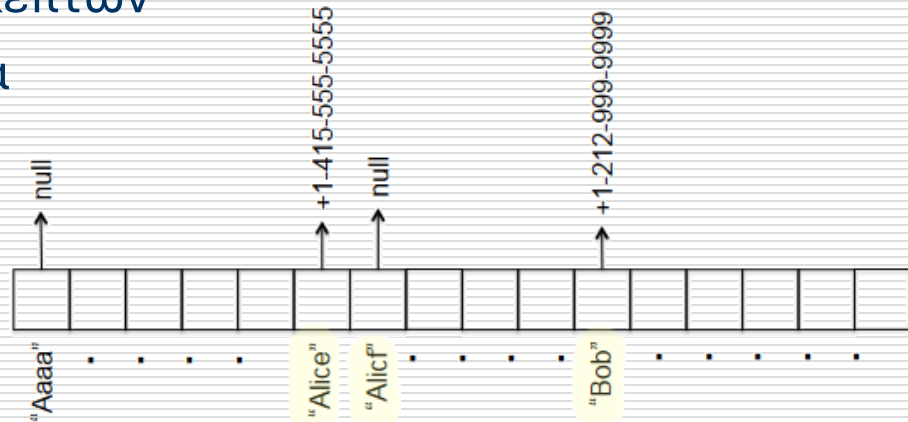 null
+1-415-555-5555
null
+1-212-999-9999
“Aaaa”
“Alice”
“Alicf”
“Bob”